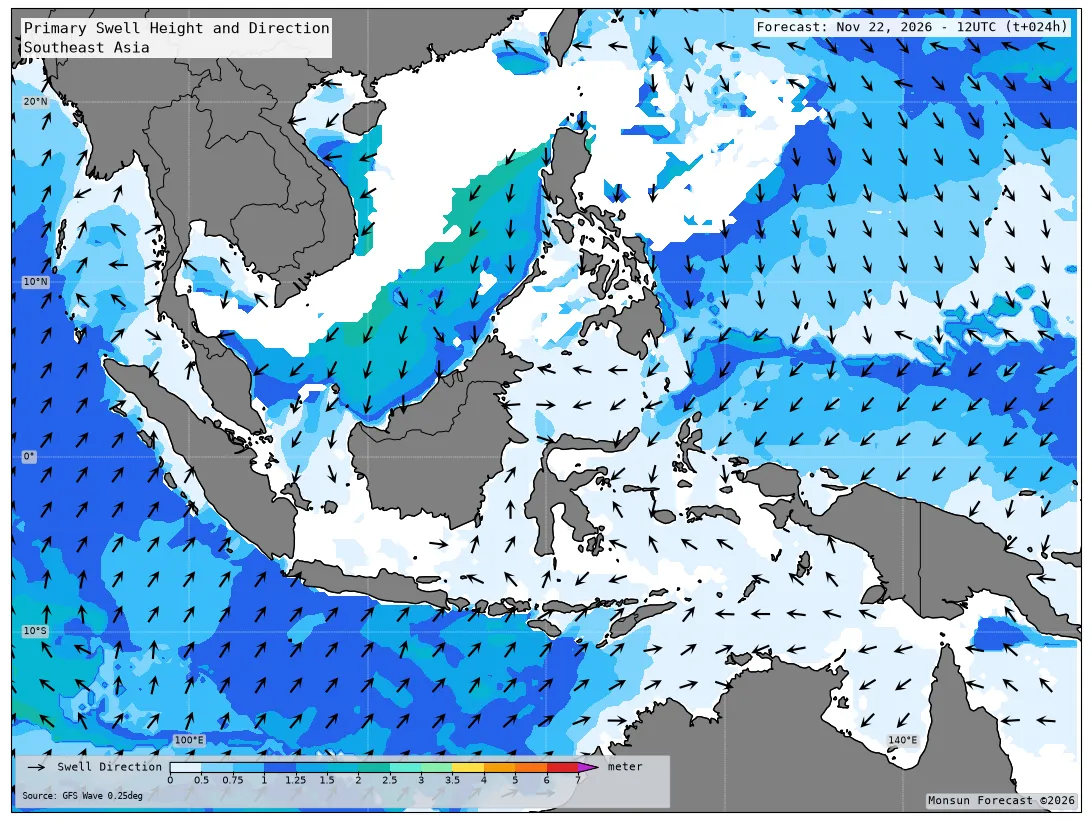 Primary Swell Height and Direction
Southeast Asia
Forecast: Nov 22, 2026 - 12UTC (t+024h)
20°N
10°N
0°
10°S
100°E
140°E
Swell Direction
meter
0 0.5 0.75 1 1.25 1.5 2 2.5 3 3.5 4 5 6 7
Source: GFS Wave 0.25deg
Monsun Forecast ©2026